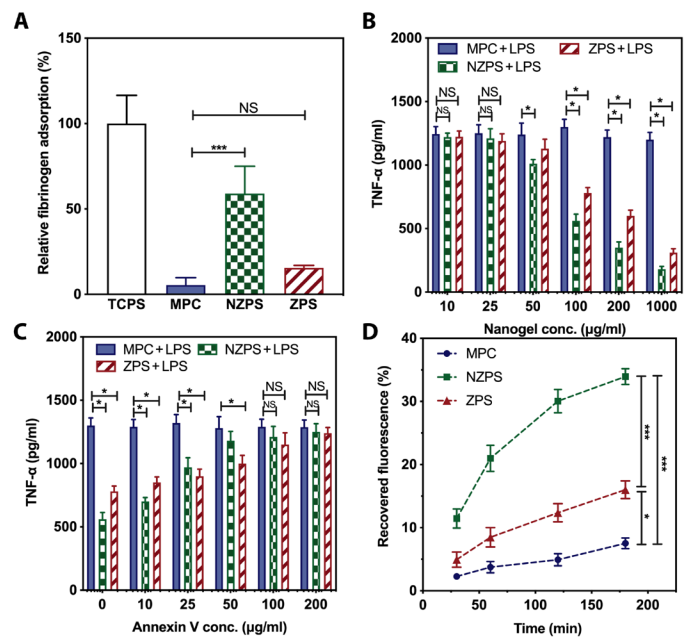 A
Relative fibrinogen adsorption (%)
150
100
50
0
NS
***
TCPS MPC NZPS ZPS
B
TNF-α (pg/ml)
2000
1500
1000
500
0
MPC+LPS ZPS+LPS
NZPS+LPS
NS NS * * * *
NS NS * * *
10 25 50 100 200 1000
Nanogel conc. (μg/ml)
C
TNF-α (pg/ml)
2000
1500
1000
500
0
MPC+LPS NZPS+LPS
ZPS+LPS
* * * * NS NS
* * * NS NS
0 10 25 50 100 200
Annexin V conc. (μg/ml)
D
Recovered fluorescence (%)
40
30
20
10
0
MPC
NZPS
ZPS
***
***
*
0 50 100 150 200
Time (min)